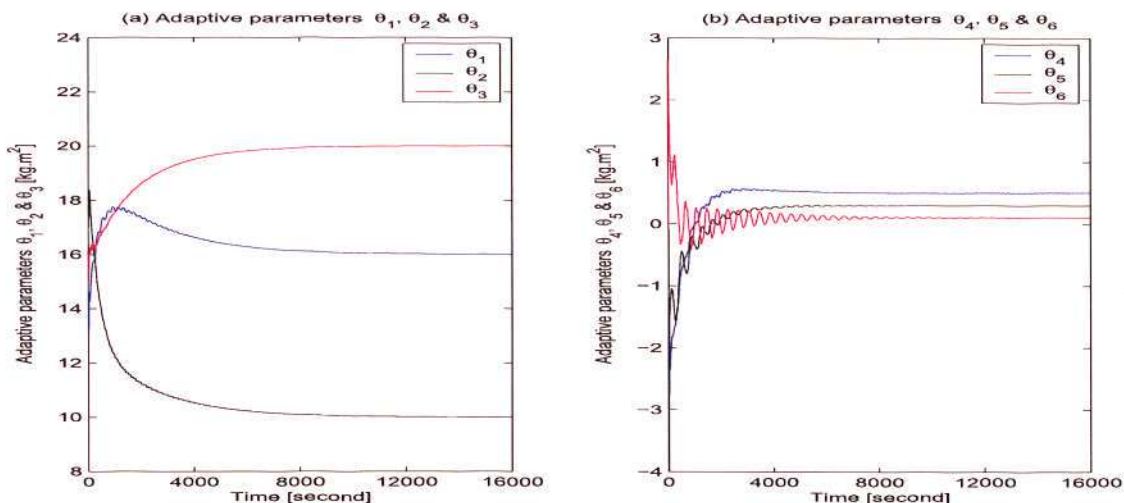 (a) Adaptive parameters θ1, θ2 & θ3
24
22
20
18
16
14
12
10
8
Adaptive parameters θ1, θ2 & θ3 [kg.m2]
θ1
θ2
θ3
0
4000
8000
12000
16000
Time [second]
(b) Adaptive parameters θ4, θ5 & θ6
3
2
1
0
−1
−2
−3
−4
Adaptive parameters θ4, θ5 & θ6 [kg.m2]
θ4
θ5
θ6
0
4000
8000
12000
16000
Time [second]